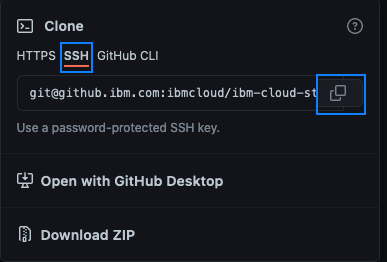 Clone
HTTPS SSH GitHub CLI
git@github.ibm.com:ibmcloud/ibm-cloud-st
Use a password-protected SSH key.
Open with GitHub Desktop
Download ZIP